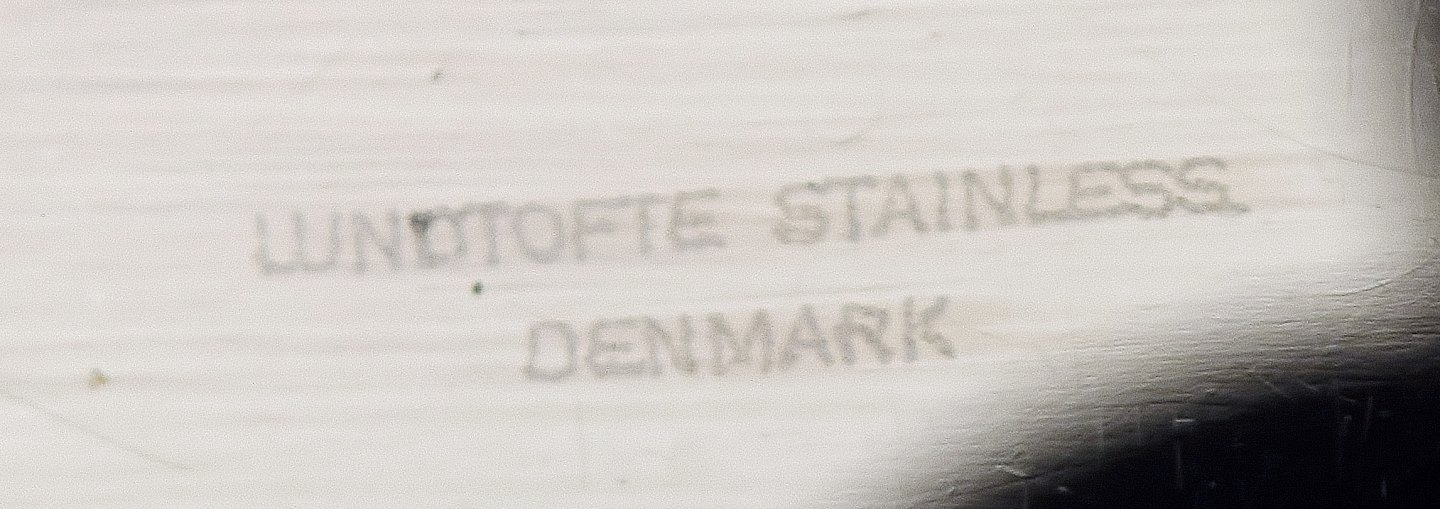 LUNDTOFTE STAINLESS
DENMARK